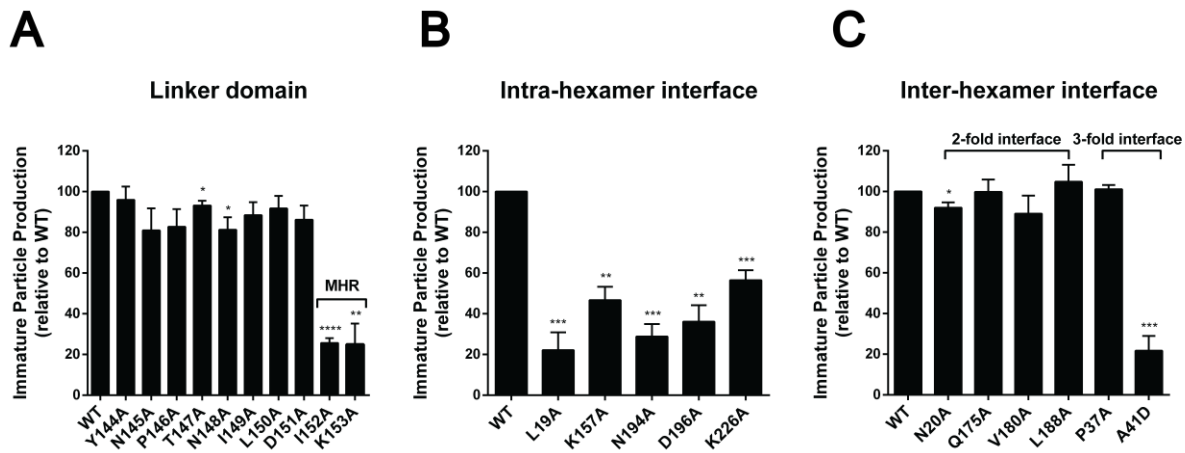 A
Linker domain
Immature Particle Production
(relative to WT)
120
100
80
60
40
20
0
*
*
MHR
****
**
WT
Y144A
N145A
P146A
T147A
N148A
I149A
L150A
D151A
I152A
K153A
B
Intra-hexamer interface
Immature Particle Production
(relative to WT)
120
100
80
60
40
20
0
***
**
***
**
***
WT
L19A
K157A
N194A
D196A
K226A
C
Inter-hexamer interface
Immature Particle Production
(relative to WT)
120
100
80
60
40
20
0
2-fold interface
3-fold interface
*
***
WT
N20A
Q175A
V180A
L188A
P37A
A41D